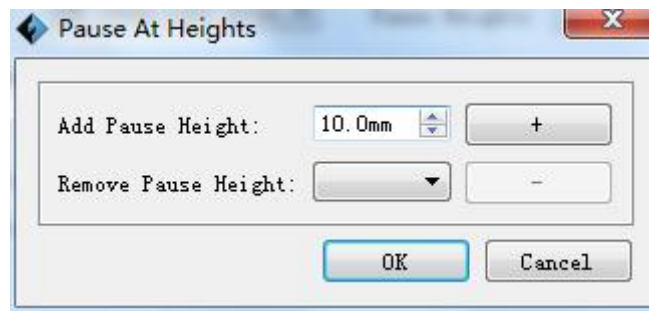 Pause At Heights
Add Pause Height: 10.0mm +
Remove Pause Height: -
OK Cancel